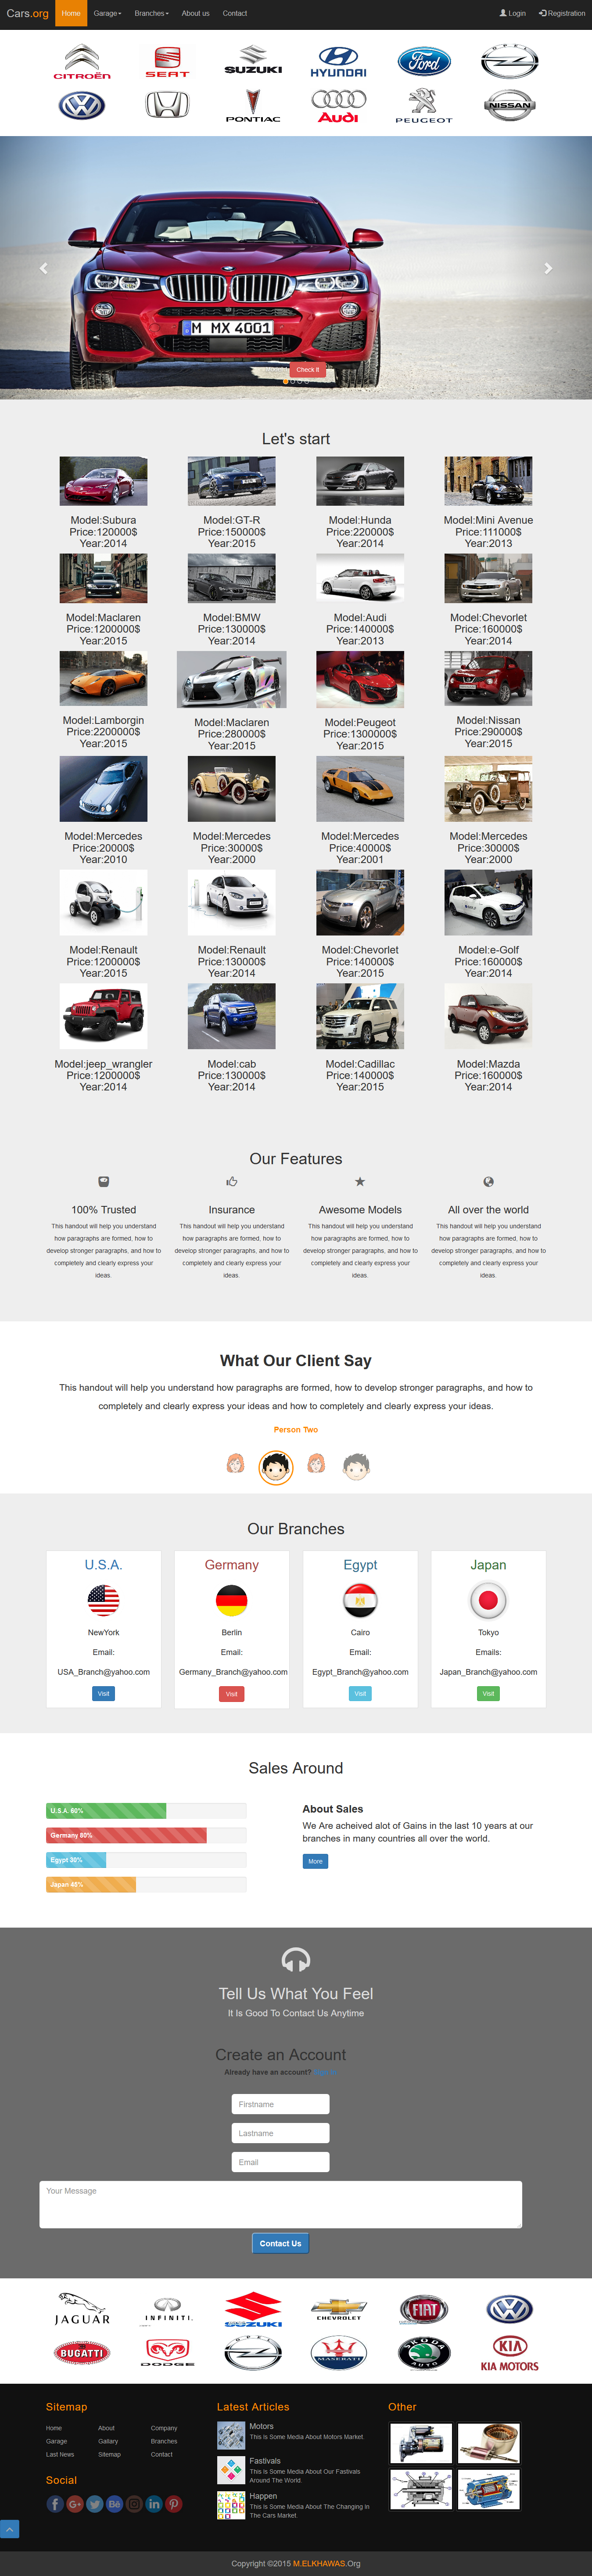 Cars.org
Home
Garage
Branches
About us
Contact
Login
Registration
CITROËN
SEAT
SUZUKI
HYUNDAI
Ford
OPEL
HONDA
PONTIAC
Audi
PEUGEOT
NISSAN
M MX 4001
Check It
Let's start
Model:Subura
Price:120000$
Year:2014
Model:GT-R
Price:150000$
Year:2015
Model:Hunda
Price:220000$
Year:2014
Model:Mini Avenue
Price:111000$
Year:2013
Model:Maclaren
Price:1200000$
Year:2015
Model:BMW
Price:130000$
Year:2014
Model:Audi
Price:140000$
Year:2013
Model:Chevorlet
Price:160000$
Year:2014
Model:Lamborgin
Price:2200000$
Year:2015
Model:Maclaren
Price:280000$
Year:2015
Model:Peugeot
Price:1300000$
Year:2015
Model:Nissan
Price:290000$
Year:2015
Model:Mercedes
Price:20000$
Year:2010
Model:Mercedes
Price:30000$
Year:2000
Model:Mercedes
Price:40000$
Year:2001
Model:Mercedes
Price:30000$
Year:2000
Model:Renault
Price:1200000$
Year:2015
Model:Renault
Price:130000$
Year:2014
Model:Chevorlet
Price:140000$
Year:2015
Model:e-Golf
Price:160000$
Year:2014
Model:jeep_wrangler
Price:1200000$
Year:2014
Model:cab
Price:130000$
Year:2014
Model:Cadillac
Price:140000$
Year:2015
Model:Mazda
Price:160000$
Year:2014
Our Features
100% Trusted
This handout will help you understand
how paragraphs are formed, how to
develop stronger paragraphs, and how to
completely and clearly express your
ideas.
Insurance
This handout will help you understand
how paragraphs are formed, how to
develop stronger paragraphs, and how to
completely and clearly express your
ideas.
Awesome Models
This handout will help you understand
how paragraphs are formed, how to
develop stronger paragraphs, and how to
completely and clearly express your
ideas.
All over the world
This handout will help you understand
how paragraphs are formed, how to
develop stronger paragraphs, and how to
completely and clearly express your
ideas.
What Our Client Say
This handout will help you understand how paragraphs are formed, how to develop stronger paragraphs, and how to
completely and clearly express your ideas and how to completely and clearly express your ideas.
Person Two
Our Branches
U.S.A.
NewYork
Email:
USA_Branch@yahoo.com
Visit
Germany
Berlin
Email:
Germany_Branch@yahoo.com
Visit
Egypt
Cairo
Email:
Egypt_Branch@yahoo.com
Visit
Japan
Tokyo
Emails:
Japan_Branch@yahoo.com
Visit
Sales Around
U.S.A. 60%
Germany 80%
Egypt 30%
Japan 45%
About Sales
We Are acheived alot of Gains in the last 10 years at our
branches in many countries all over the world.
More
Tell Us What You Feel
It Is Good To Contact Us Anytime
Create an Account
Already have an account?
Firstname
Lastname
Email
Your Message
Contact Us
JAGUAR
INFINITI
SUZUKI
CHEVROLET
FIAT
BUGATTI
DODGE
OPEL
MASERATI
SKODA
AUTO
KIA
KIA MOTORS
Sitemap
Home
About
Company
Garage
Gallary
Branches
Last News
Sitemap
Contact
Social
Latest Articles
Motors
This Is Some Media About Motors Market.
Fastivals
This Is Some Media About Our Fastivals
Around The World.
Happen
This Is Some Media About The Changing In
The Cars Market.
Other
Copyright ©2015 M.ELKHAWAS.Org